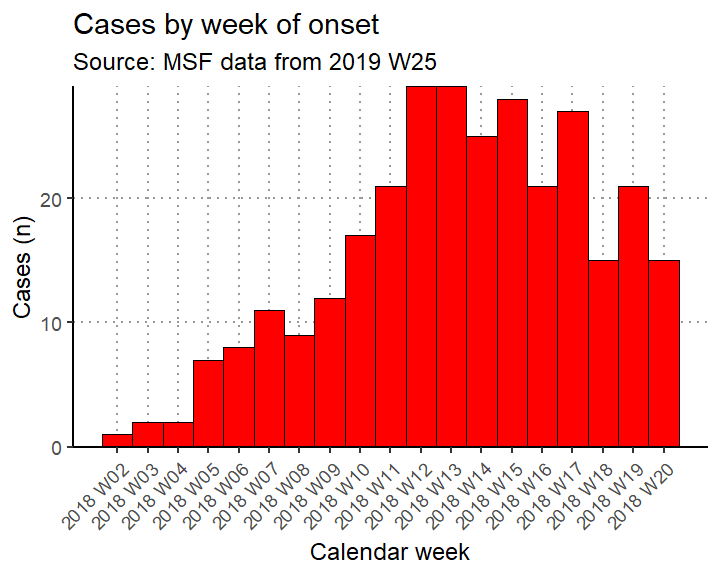 Cases by week of onset
Source: MSF data from 2019 W25
Cases (n)
20
10
0
2018 W02
2018 W03
2018 W04
2018 W05
2018 W06
2018 W07
2018 W08
2018 W09
2018 W10
2018 W11
2018 W12
2018 W13
2018 W14
2018 W15
2018 W16
2018 W17
2018 W18
2018 W19
2018 W20
Calendar week